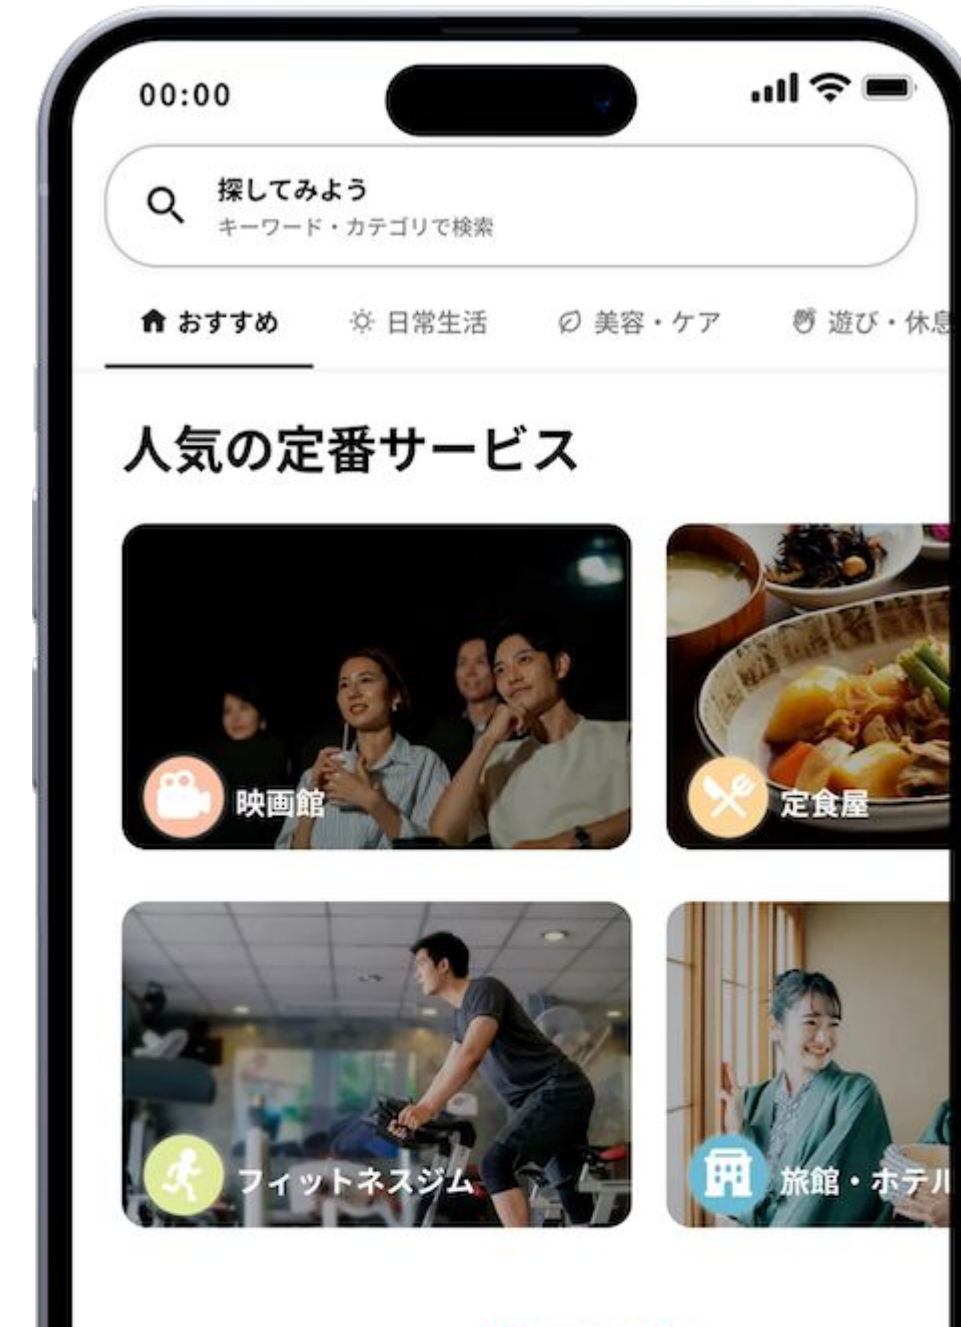 00:00
探してみよう
キーワード・カテゴリで検索
おすすめ
日常生活
美容・ケア
遊び・休息
人気の定番サービス
映画館
定食屋
フィットネスジム
旅館・ホテル